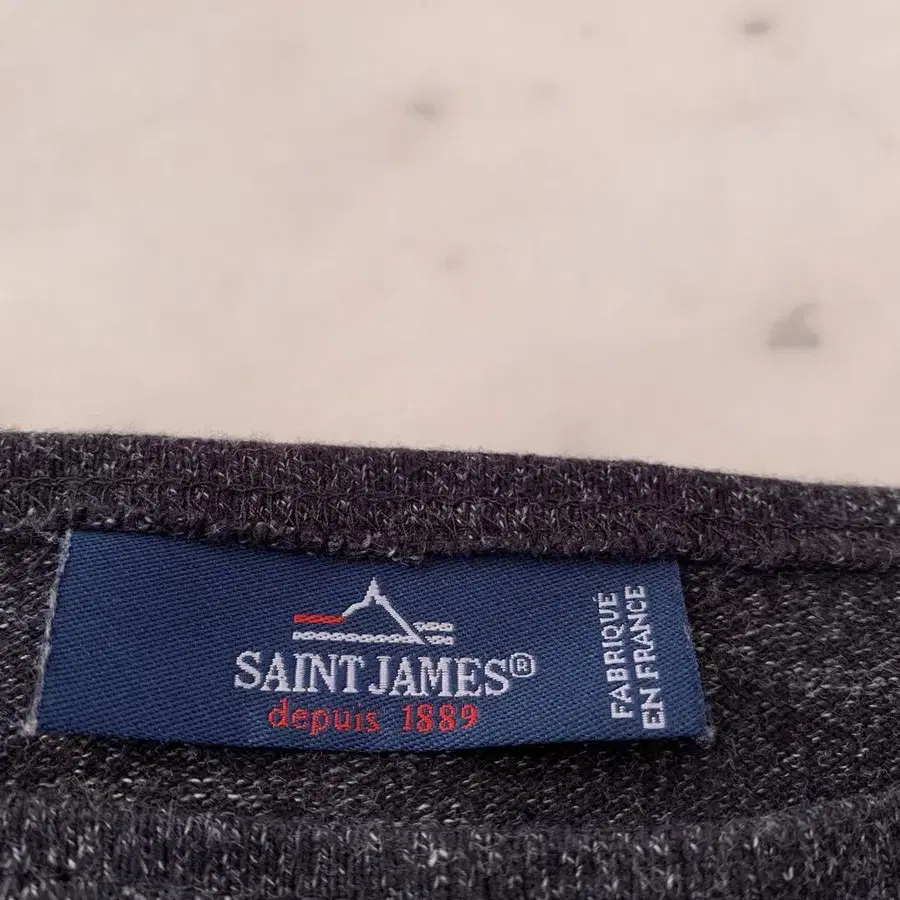 SAINT JAMES®
depuis 1889
FABRIQUÉ
EN FRANCE